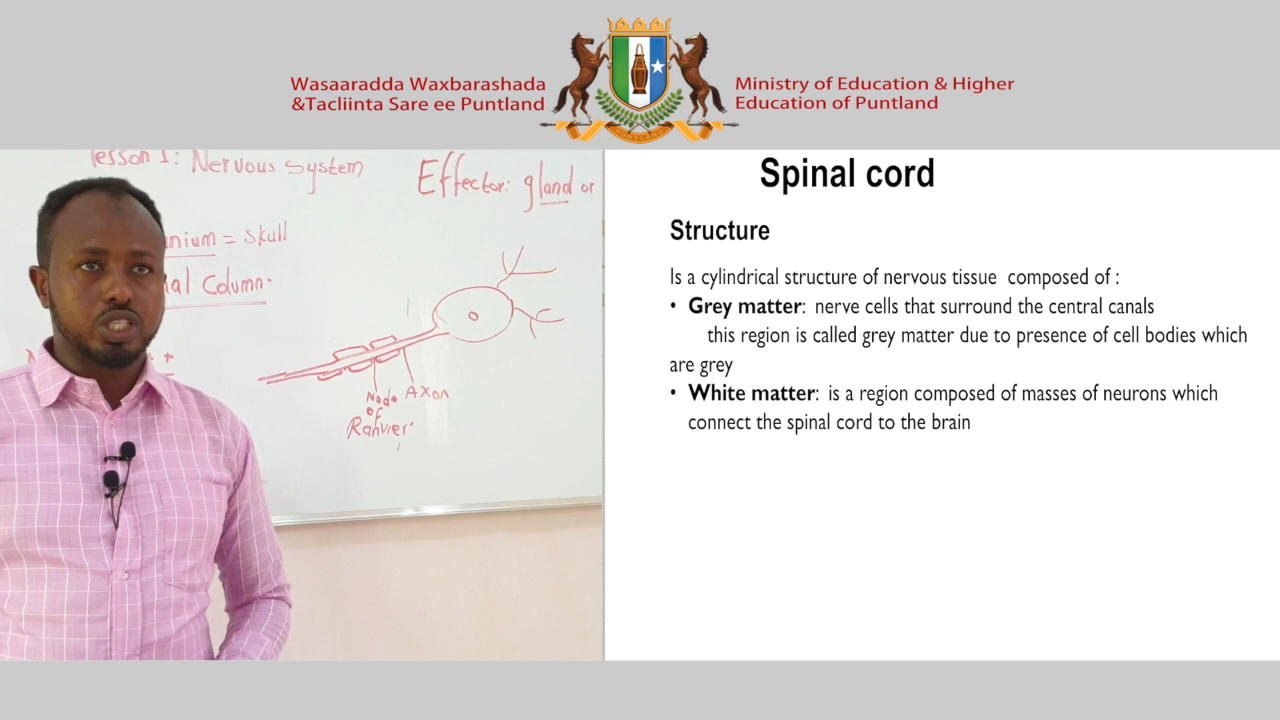 Wasaaradda Waxbarashada
&Tacliinta Sare ee Puntland
Ministry of Education & Higher
Education of Puntland
lesson 1: Nervous System
Effector: gland or
= skull
Column.
Node
of
Ranvier
Axon
Spinal cord
Structure
Is a cylindrical structure of nervous tissue composed of :
• Grey matter: nerve cells that surround the central canals
this region is called grey matter due to presence of cell bodies which
are grey
• White matter: is a region composed of masses of neurons which
connect the spinal cord to the brain